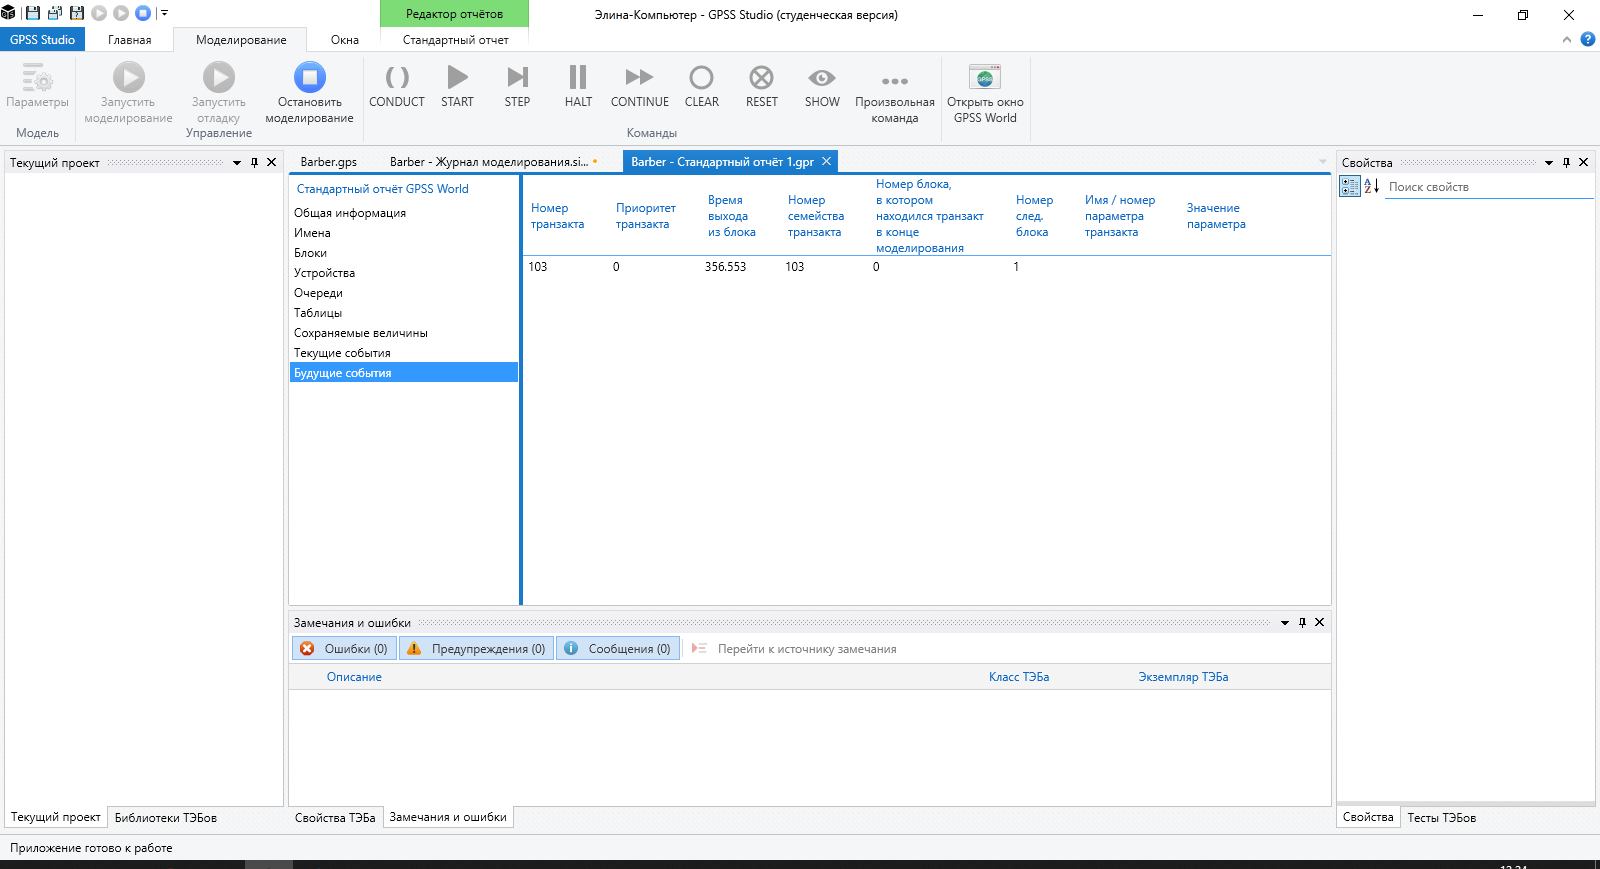 Редактор отчётов
Элина-Компьютер - GPSS Studio (студенческая версия)
GPSS Studio
Главная
Моделирование
Окна
Стандартный отчет
Параметры
Модель
Запустить
моделирование
Запустить
отладку
Остановить
моделирование
Управление
CONDUCT
START
STEP
HALT
CONTINUE
CLEAR
RESET
SHOW
Произвольная
команда
Команды
GPSS
Открыть окно
GPSS World
Текущий проект
Barber.gps
Barber - Журнал моделирования.si...
Barber - Стандартный отчёт 1.gpr
Свойства
Поиск свойств
Стандартный отчёт GPSS World
Общая информация
Имена
Блоки
Устройства
Очереди
Таблицы
Сохраняемые величины
Текущие события
Будущие события
Номер
транзакта
Приоритет
транзакта
Время
выхода
из блока
Номер
семейства
транзакта
Номер блока,
в котором
находился транзакт
в конце
моделирования
Номер
след.
блока
Имя / номер
параметра
транзакта
Значение
параметра
103 0 356.553 103 0 1
Замечания и ошибки
Ошибки (0)
Предупреждения (0)
Сообщения (0)
Перейти к источнику замечания
Описание
Класс ТЭБа
Экземпляр ТЭБа
Текущий проект
Библиотеки ТЭБов
Свойства ТЭБа
Замечания и ошибки
Свойства
Тесты ТЭБов
Приложение готово к работе